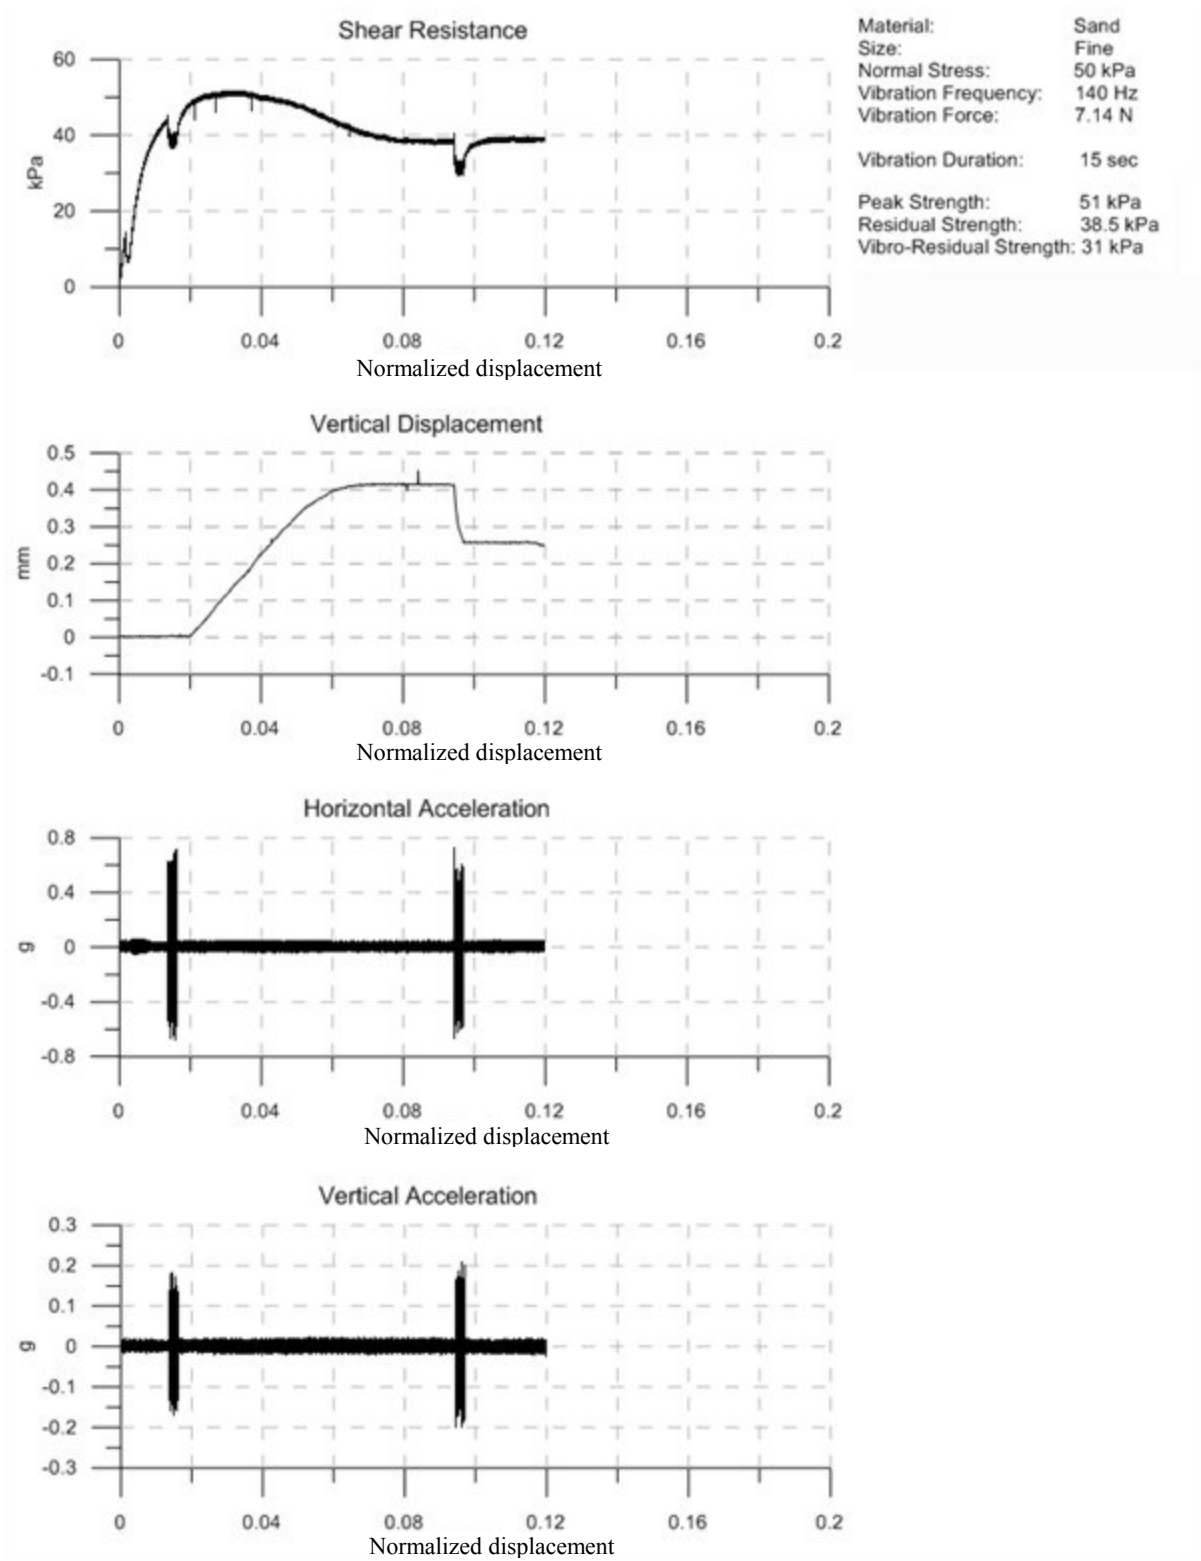 Shear Resistance
60
40
20
0
kPa
0 0.04 0.08 0.12 0.16 0.2
Normalized displacement
Material: Sand
Size: Fine
Normal Stress: 50 kPa
Vibration Frequency: 140 Hz
Vibration Force: 7.14 N
Vibration Duration: 15 sec
Peak Strength: 51 kPa
Residual Strength: 38.5 kPa
Vibro-Residual Strength: 31 kPa
Vertical Displacement
0.5
0.4
0.3
0.2
0.1
0
-0.1
mm
0 0.04 0.08 0.12 0.16 0.2
Normalized displacement
Horizontal Acceleration
0.8
0.4
0
-0.4
-0.8
g
0 0.04 0.08 0.12 0.16 0.2
Normalized displacement
Vertical Acceleration
0.3
0.2
0.1
0
-0.1
-0.2
-0.3
g
0 0.04 0.08 0.12 0.16 0.2
Normalized displacement